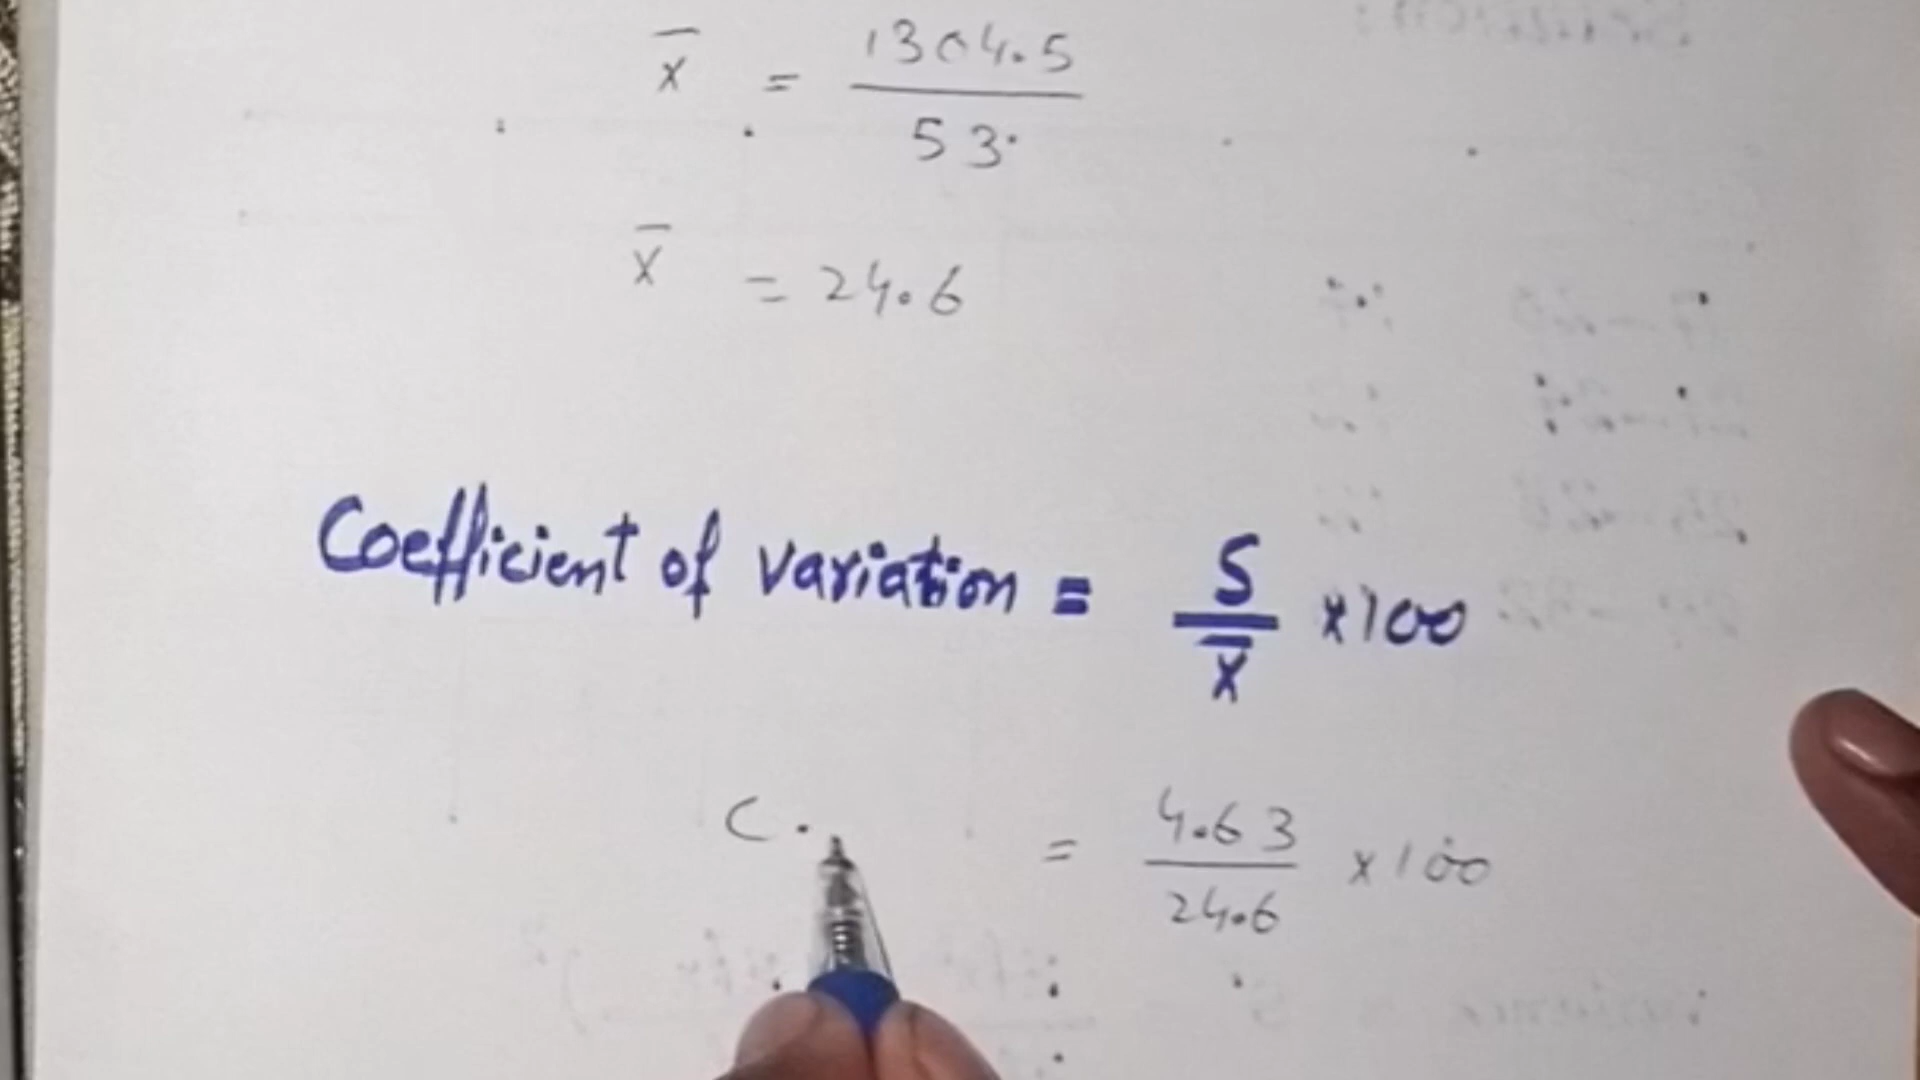 x̄ = 1304.5 / 53
x̄ = 24.6
Coefficient of variation = S / x̄ ×100
C. = 4.63 / 24.6 ×100